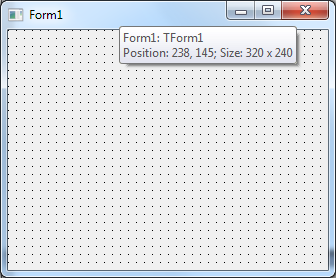 Form1
Form1: TForm1
Position: 238, 145; Size: 320 x 240